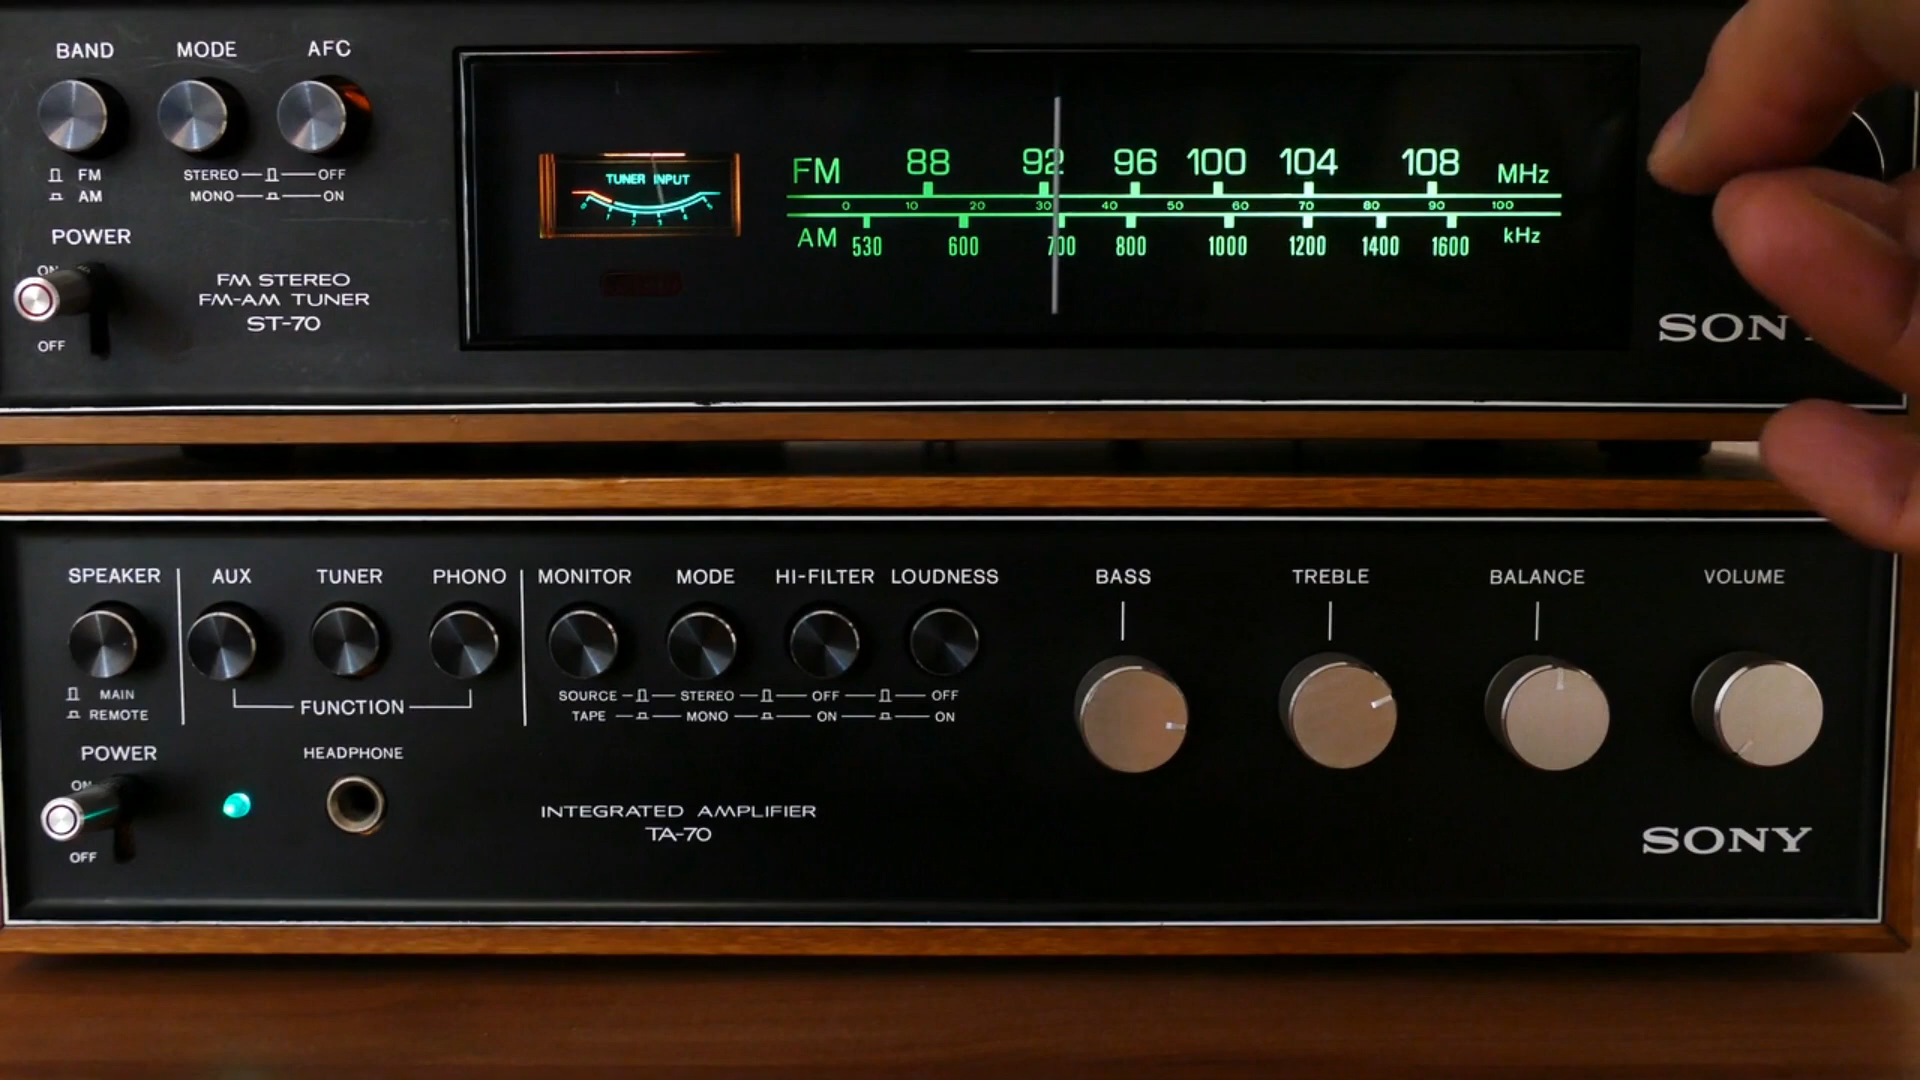 BAND MODE AFC
FM STEREO OFF
AM MONO ON
POWER
ON
OFF
FM STEREO
FM-AM TUNER
ST-70
TUNER INPUT
FM 88 92 96 100 104 108 MHz
0 10 20 30 40 50 60 70 80 90 100
AM 530 600 700 800 1000 1200 1400 1600 kHz
SON
SPEAKER AUX TUNER PHONO MONITOR MODE HI-FILTER LOUDNESS BASS TREBLE BALANCE VOLUME
MAIN SOURCE STEREO OFF OFF
REMOTE FUNCTION TAPE MONO ON ON
POWER HEADPHONE
ON
OFF
INTEGRATED AMPLIFIER
TA-70
SONY